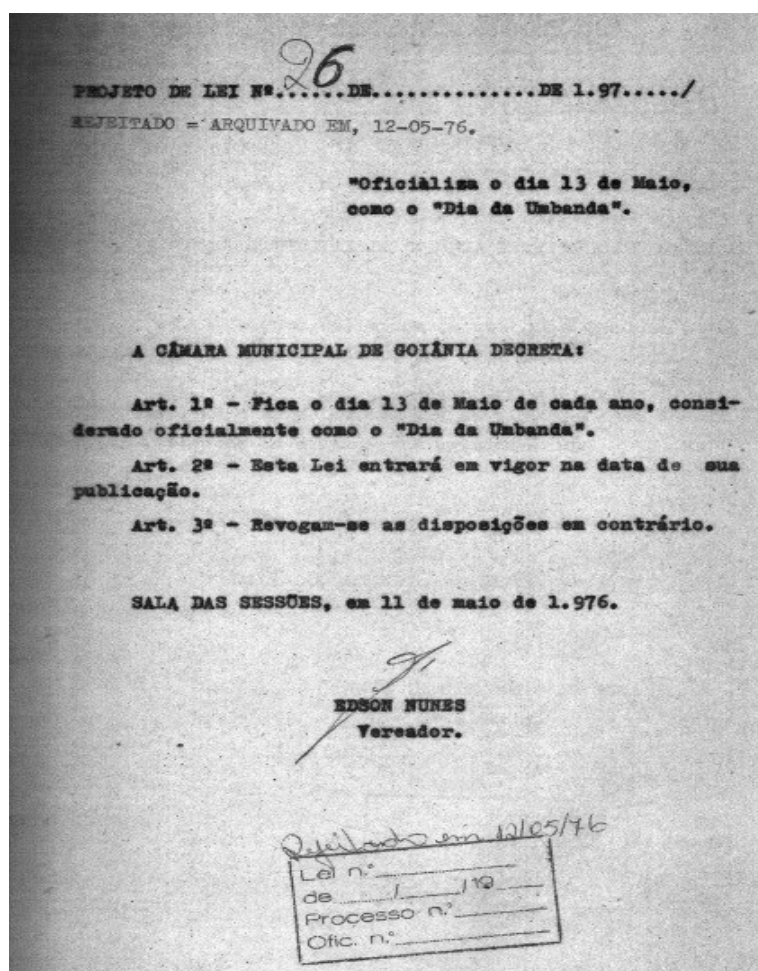 PROJETO DE LEI Nº 26 DE...............DE 1.97...../
REJEITADO = ARQUIVADO EM, 12-05-76.
"Oficializa o dia 13 de Maio,
como o "Dia da Umbanda".
A CÂMARA MUNICIPAL DE GOIÂNIA DECRETA:
Art. 1º - Fica o dia 13 de Maio de cada ano, consi-
derado oficialmente como o "Dia da Umbanda".
Art. 2º - Esta Lei entrará em vigor na data de sua
publicação.
Art. 3º - Revogam-se as disposições em contrário.
SALA DAS SESSÕES, em 11 de maio de 1.976.
EDSON NUNES
Vereador.
Rejeitado em 12/05/76
Lei n.º
de ____/____/19____
Processo n.º
Ofic. n.º